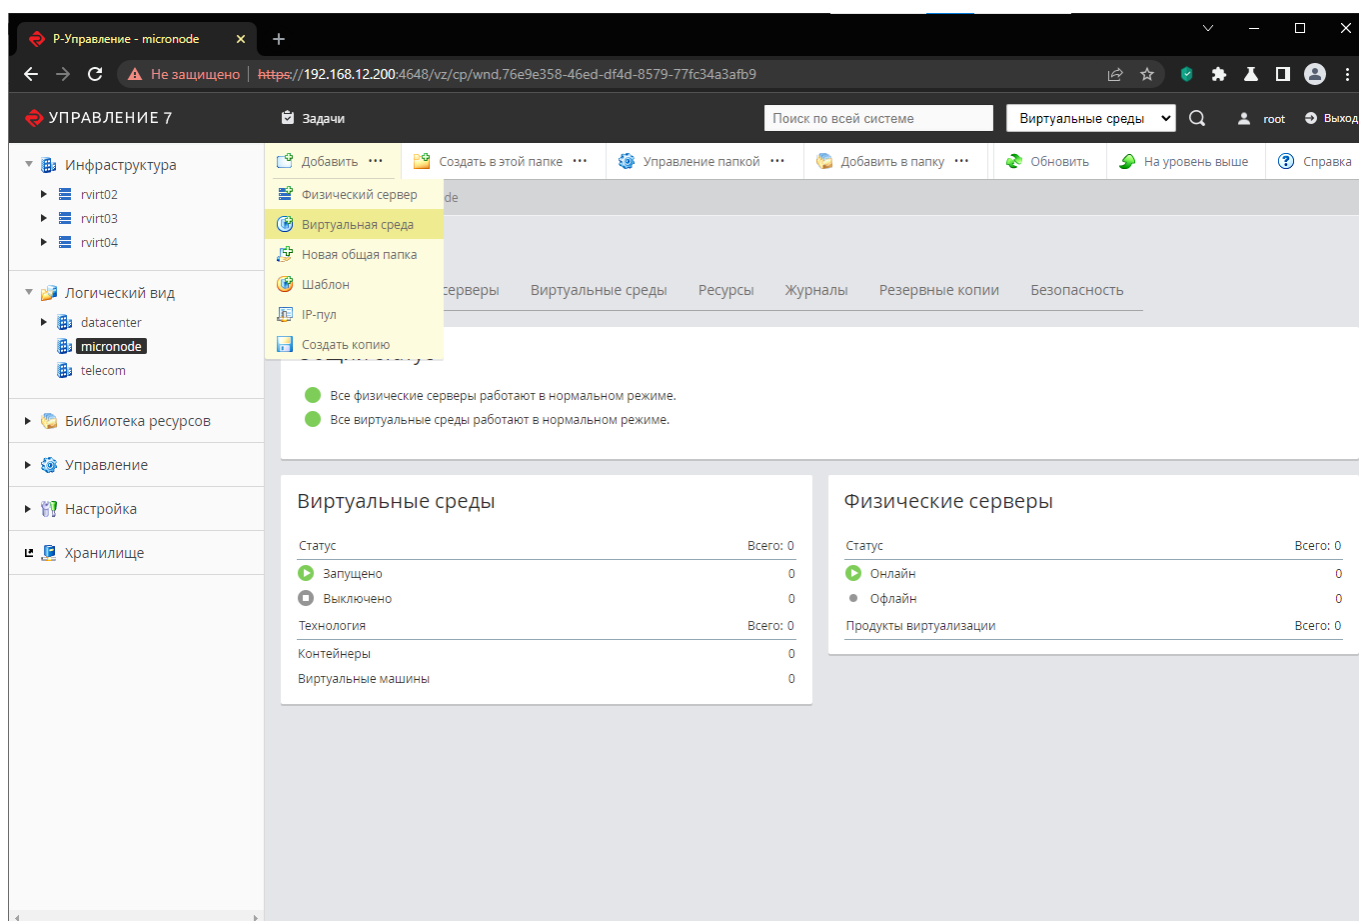 Р-Управление - micronode
Не защищено https://192.168.12.200:4648/vz/cp/wnd,76e9e358-46ed-df4d-8579-77fc34a3afb9
УПРАВЛЕНИЕ 7 Задачи Поиск по всей системе Виртуальные среды root Выход
Инфраструктура
rvirt02
rvirt03
rvirt04
Логический вид
datacenter
micronode
telecom
Библиотека ресурсов
Управление
Настройка
Хранилище
Добавить ••• Создать в этой папке ••• Управление папкой ••• Добавить в папку ••• Обновить На уровень выше Справка
Физический сервер
Виртуальная среда
Новая общая папка
Шаблон
IP-пул
Создать копию
de
серверы Виртуальные среды Ресурсы Журналы Резервные копии Безопасность
Все физические серверы работают в нормальном режиме.
Все виртуальные среды работают в нормальном режиме.
Виртуальные среды
Статус Всего: 0
Запущено 0
Выключено 0
Технология Всего: 0
Контейнеры 0
Виртуальные машины 0
Физические серверы
Статус Всего: 0
Онлайн 0
Офлайн 0
Продукты виртуализации Всего: 0